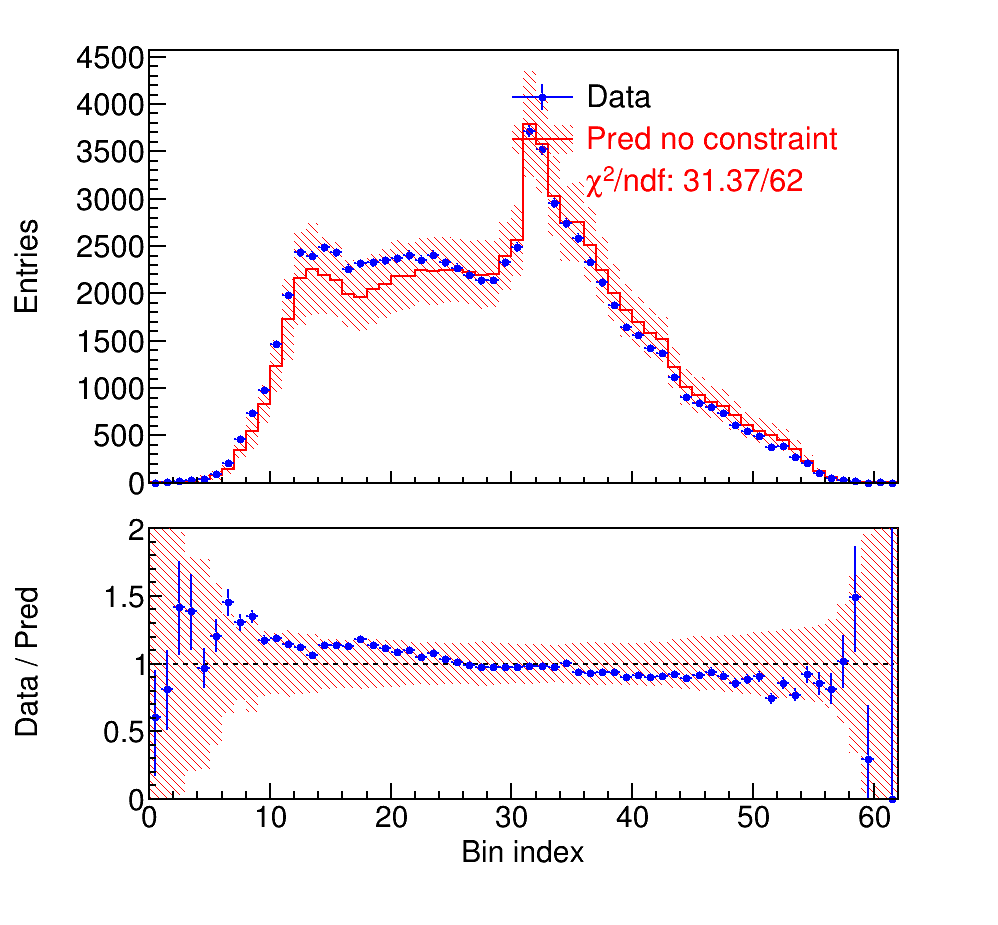 4500
4000
3500
3000
2500
2000
1500
1000
500
0
Entries
Data
Pred no constraint
χ²/ndf: 31.37/62
2
1.5
1
0.5
0
Data / Pred
0 10 20 30 40 50 60
Bin index